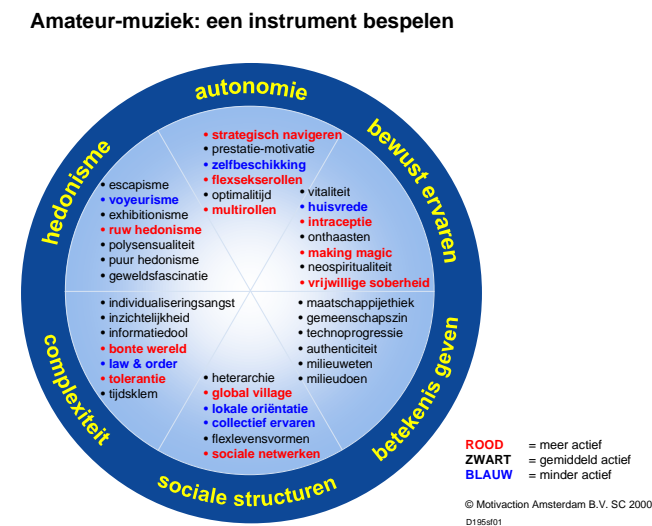 Amateur-muziek: een instrument bespelen
autonomie
• strategisch navigeren
• prestatie-motivatie
• zelfbeschikking
• flexsekserollen
• optimalitijd
• multirollen
bewust ervaren
• vitaliteit
• huisvrede
• intraceptie
• onthaasten
• making magic
• neospiritualiteit
• vrijwillige soberheid
hedonisme
• escapisme
• voyeurisme
• exhibitionisme
• ruw hedonisme
• polysensualiteit
• puur hedonisme
• geweldsfascinatie
complexiteit
• individualiseringsangst
• inzichtelijkheid
• informatiedool
• bonte wereld
• law & order
• tolerantie
• tijdsklem
betekenis geven
• maatschappijethiek
• gemeenschapszin
• technoprogressie
• authenticiteit
• milieuweten
• milieudoen
sociale structuren
• heterarchie
• global village
• lokale oriëntatie
• collectief ervaren
• flexlevensvormen
• sociale netwerken
ROOD = meer actief
ZWART = gemiddeld actief
BLAUW = minder actief
© Motivaction Amsterdam B.V. SC 2000
D195sf01